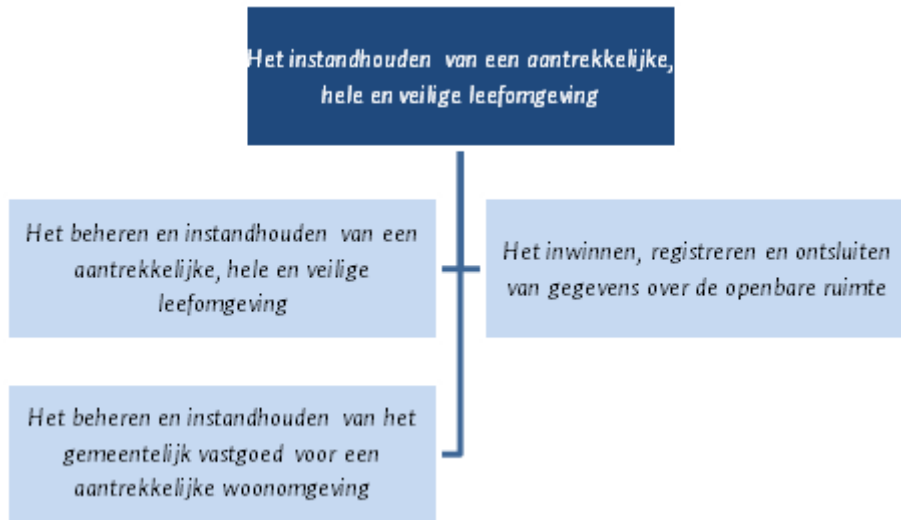 Het instandhouden van een aantrekkelijke,
hele en veilige leefomgeving
Het beheren en instandhouden van een
aantrekkelijke, hele en veilige
leefomgeving
Het inwinnen, registreren en ontsluiten
van gegevens over de openbare ruimte
Het beheren en instandhouden van het
gemeentelijk vastgoed voor een
aantrekkelijke woonomgeving